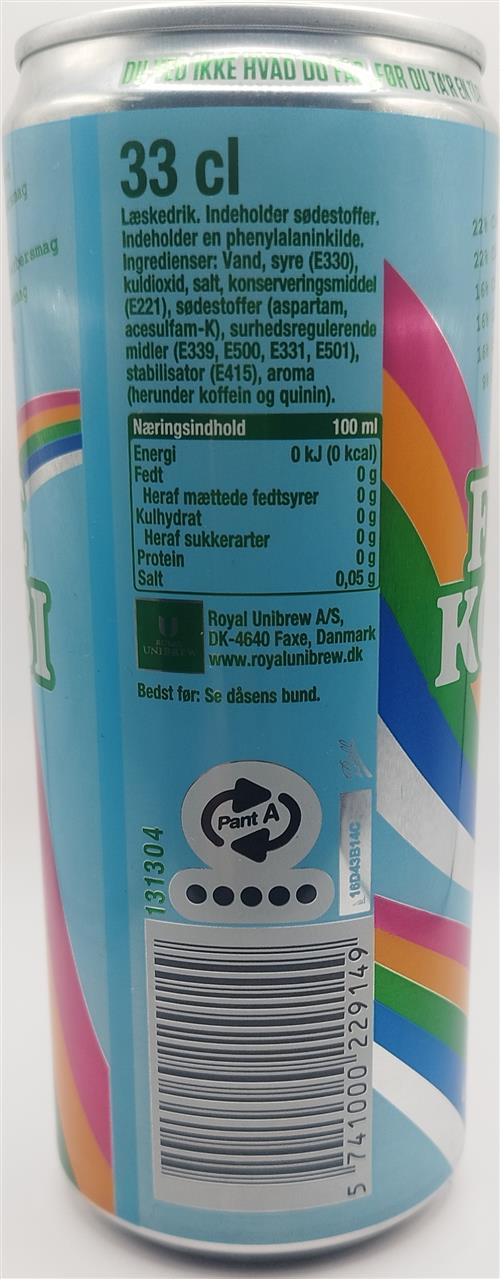 33 cl
Læskedrik. Indeholder sødestoffer.
Indeholder en phenylalaninkilde.
Ingredienser: Vand, syre (E330),
kuldioxid, salt, konserveringsmiddel
(E221), sødestoffer (aspartam,
acesulfam-K), surhedsregulerende
midler (E339, E500, E331, E501),
stabilisator (E415), aroma
(herunder koffein og quinin).
Næringsindhold 100 ml
Energi 0 kJ (0 kcal)
Fedt 0 g
Heraf mættede fedtsyrer 0 g
Kulhydrat 0 g
Heraf sukkerarter 0 g
Protein 0 g
Salt 0,05 g
ROYAL
UNIBREW
Royal Unibrew A/S,
DK-4640 Faxe, Danmark
www.royalunibrew.dk
Bedst før: Se dåsens bund.
Pant A
131304
16D43B14C
5 741000 229149